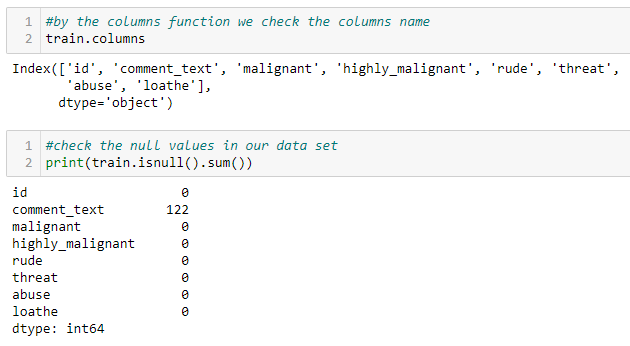 1 #by the columns function we check the columns name
2 train.columns
Index(['id', 'comment_text', 'malignant', 'highly_malignant', 'rude', 'threat',
'abuse', 'loathe'],
dtype='object')
1 #check the null values in our data set
2 print(train.isnull().sum())
id 0
comment_text 122
malignant 0
highly_malignant 0
rude 0
threat 0
abuse 0
loathe 0
dtype: int64